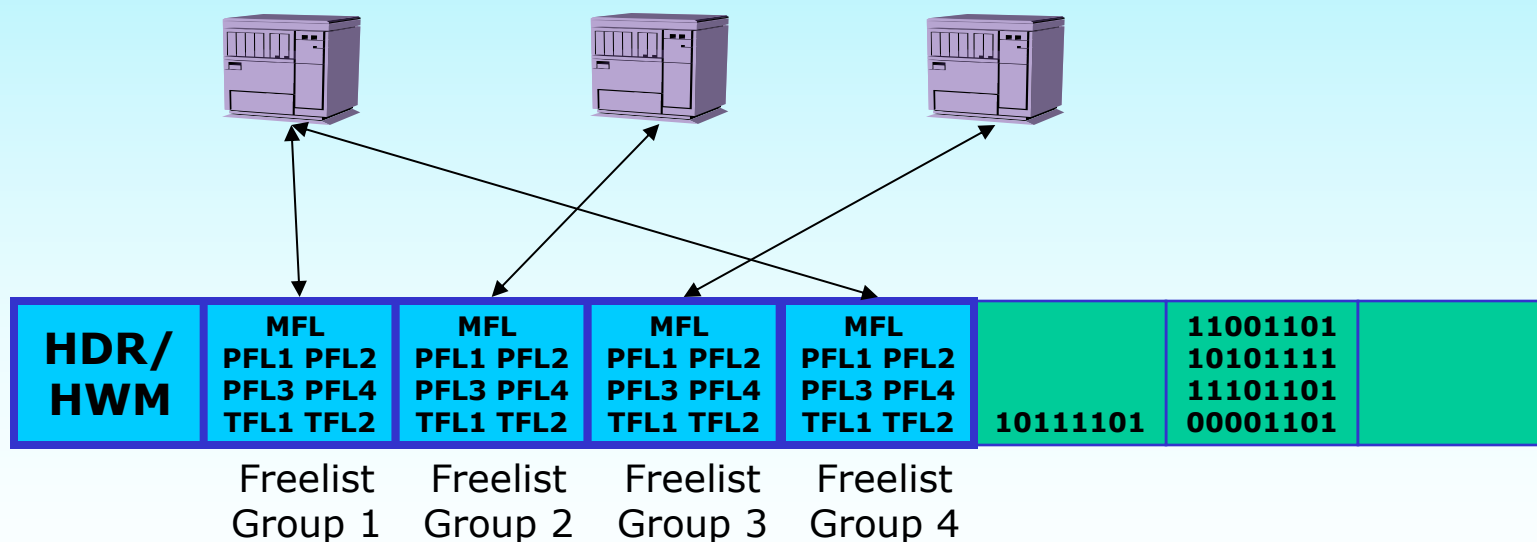 HDR/
HWM
MFL
PFL1 PFL2
PFL3 PFL4
TFL1 TFL2
MFL
PFL1 PFL2
PFL3 PFL4
TFL1 TFL2
MFL
PFL1 PFL2
PFL3 PFL4
TFL1 TFL2
MFL
PFL1 PFL2
PFL3 PFL4
TFL1 TFL2
10111101
11001101
10101111
11101101
00001101
Freelist
Group 1
Freelist
Group 2
Freelist
Group 3
Freelist
Group 4